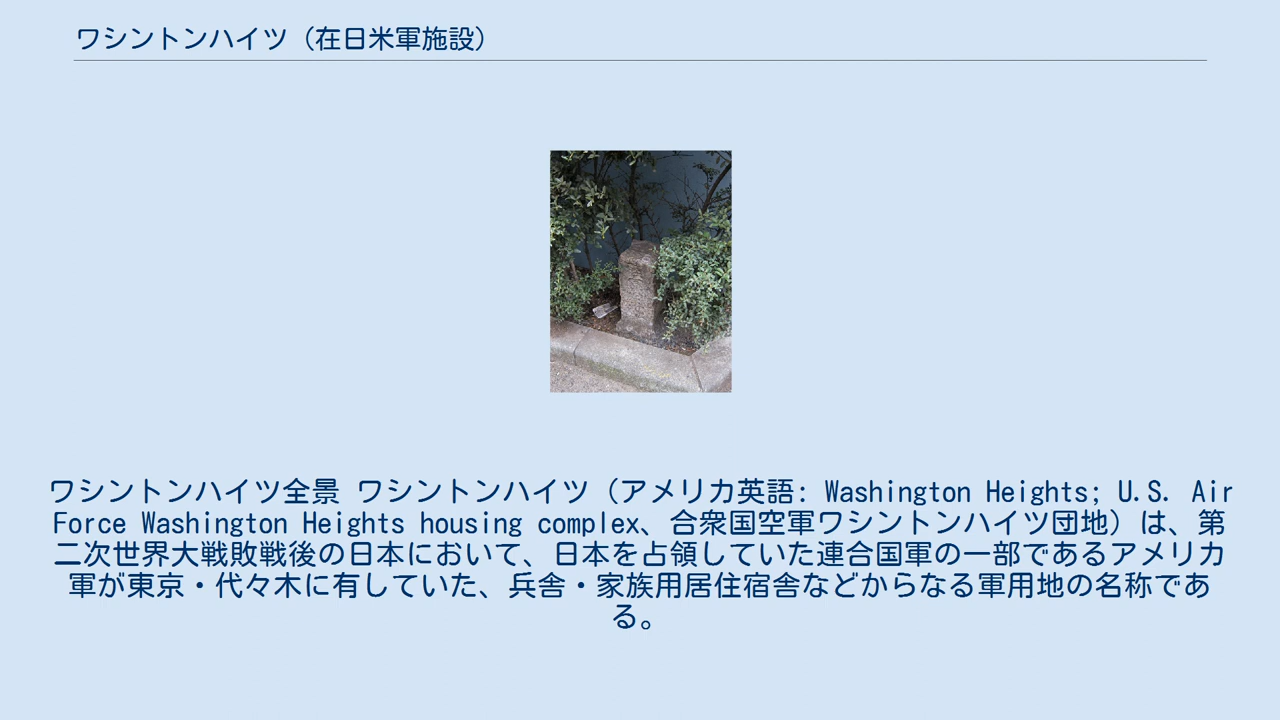 ワシントンハイツ（在日米軍施設）
ワシントンハイツ全景 ワシントンハイツ（アメリカ英語: Washington Heights; U.S. Air
Force Washington Heights housing complex、合衆国空軍ワシントンハイツ団地）は、第
二次世界大戦敗戦後の日本において、日本を占領していた連合国軍の一部であるアメリカ
軍が東京・代々木に有していた、兵舎・家族用居住宿舎などからなる軍用地の名称であ
る。